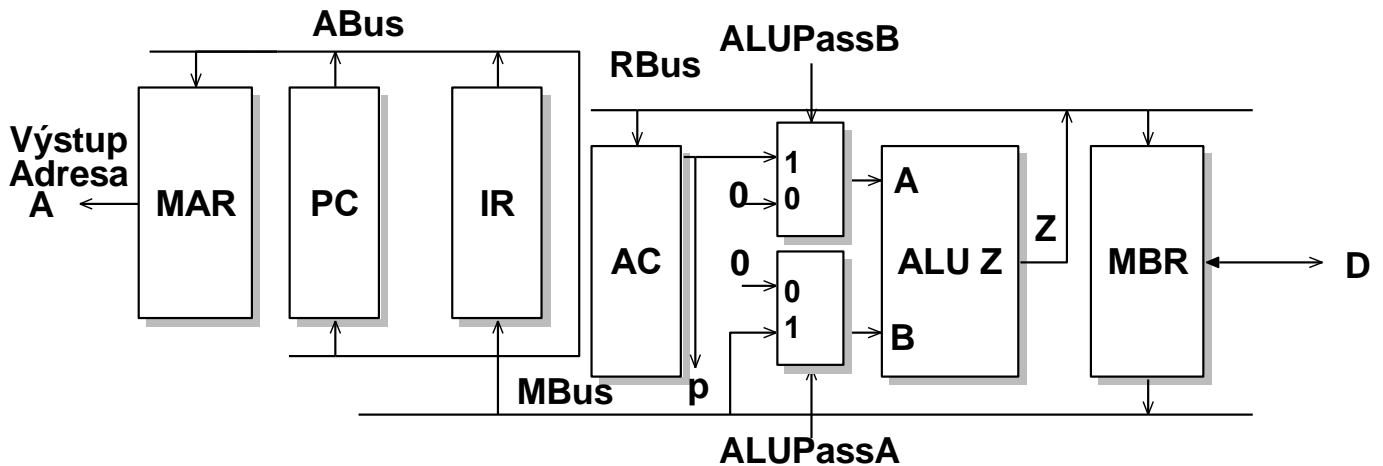 ABus
ALUPassB
RBus
Výstup
Adresa
A
MAR
PC
IR
AC
1
0
0
0
0
1
A
B
ALU Z
Z
MBR
D
MBus
p
ALUPassA